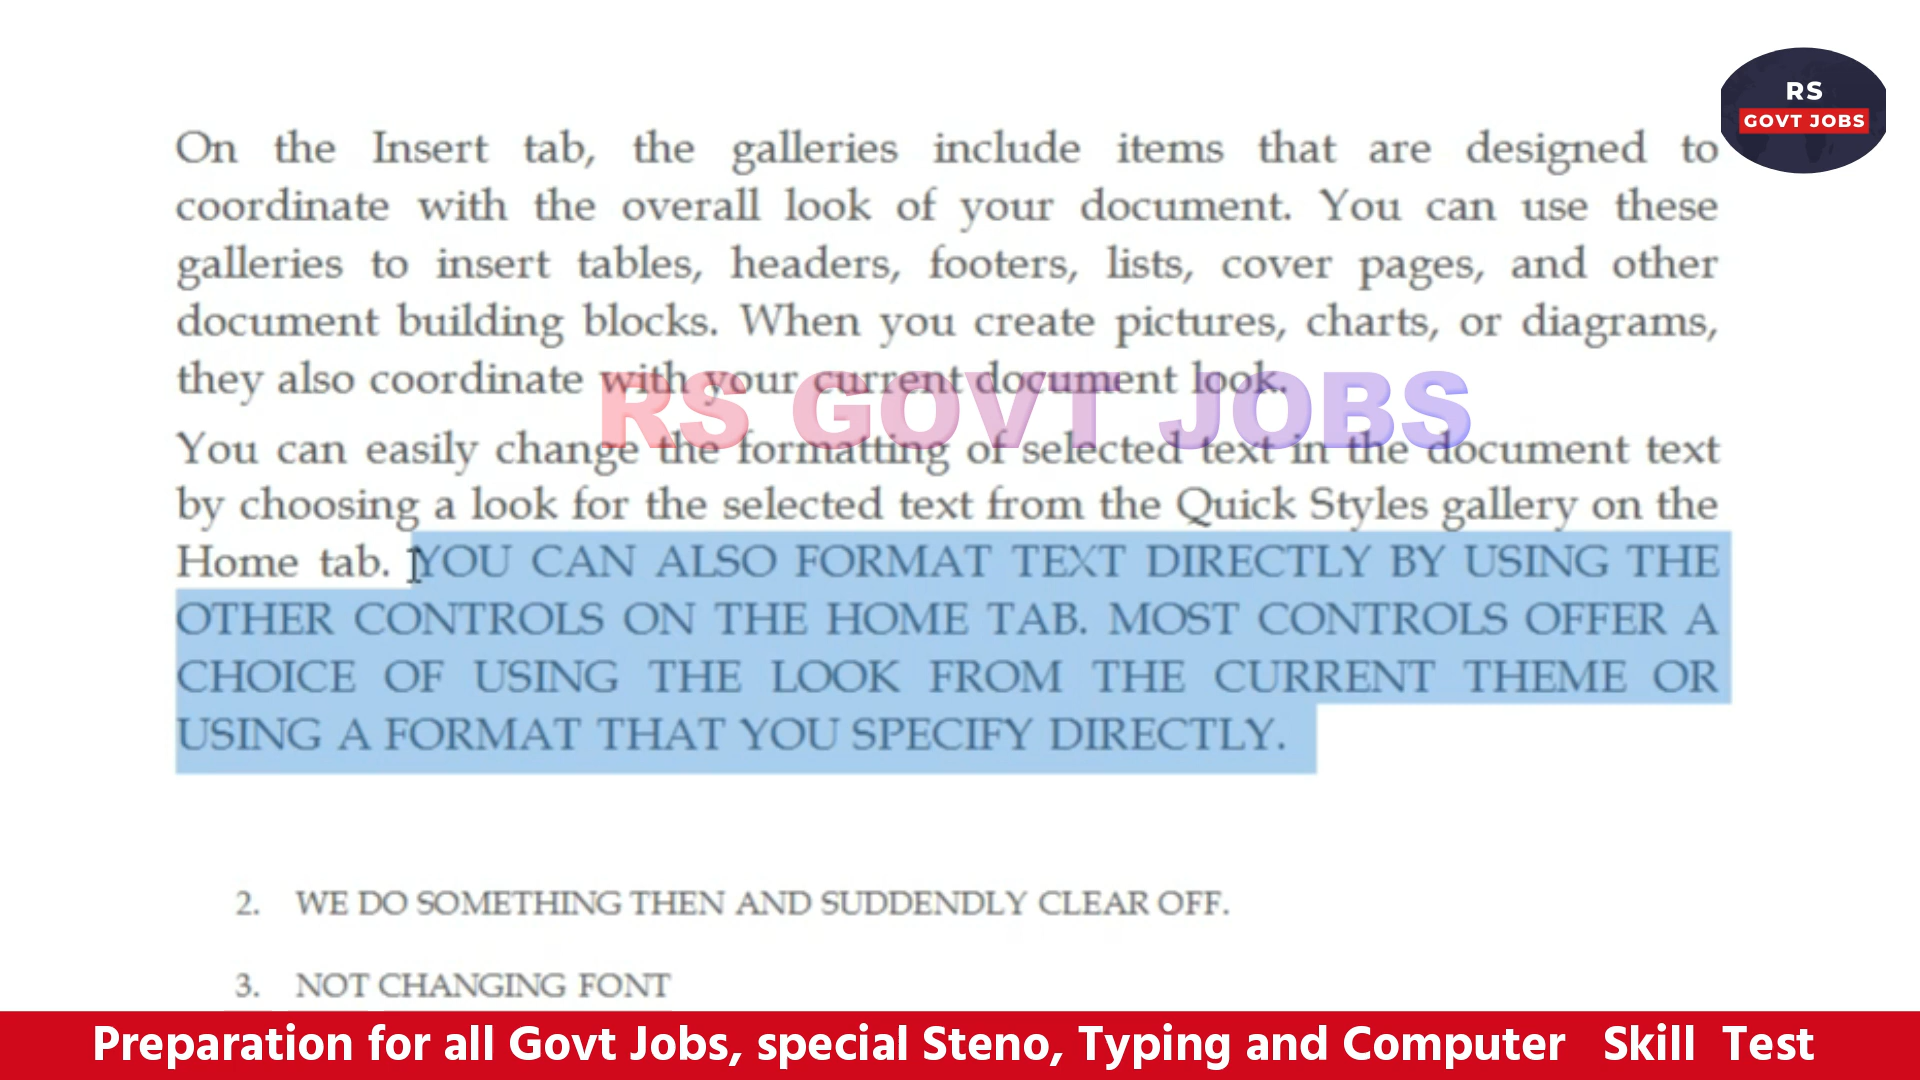 RS
GOVT JOBS
On the Insert tab, the galleries include items that are designed to
coordinate with the overall look of your document. You can use these
galleries to insert tables, headers, footers, lists, cover pages, and other
document building blocks. When you create pictures, charts, or diagrams,
they also coordinate with your current document look.
RS GOVT JOBS
You can easily change the formatting of selected text in the document text
by choosing a look for the selected text from the Quick Styles gallery on the
Home tab. YOU CAN ALSO FORMAT TEXT DIRECTLY BY USING THE
OTHER CONTROLS ON THE HOME TAB. MOST CONTROLS OFFER A
CHOICE OF USING THE LOOK FROM THE CURRENT THEME OR
USING A FORMAT THAT YOU SPECIFY DIRECTLY.
2. WE DO SOMETHING THEN AND SUDDENDLY CLEAR OFF.
3. NOT CHANGING FONT
Preparation for all Govt Jobs, special Steno, Typing and Computer Skill Test